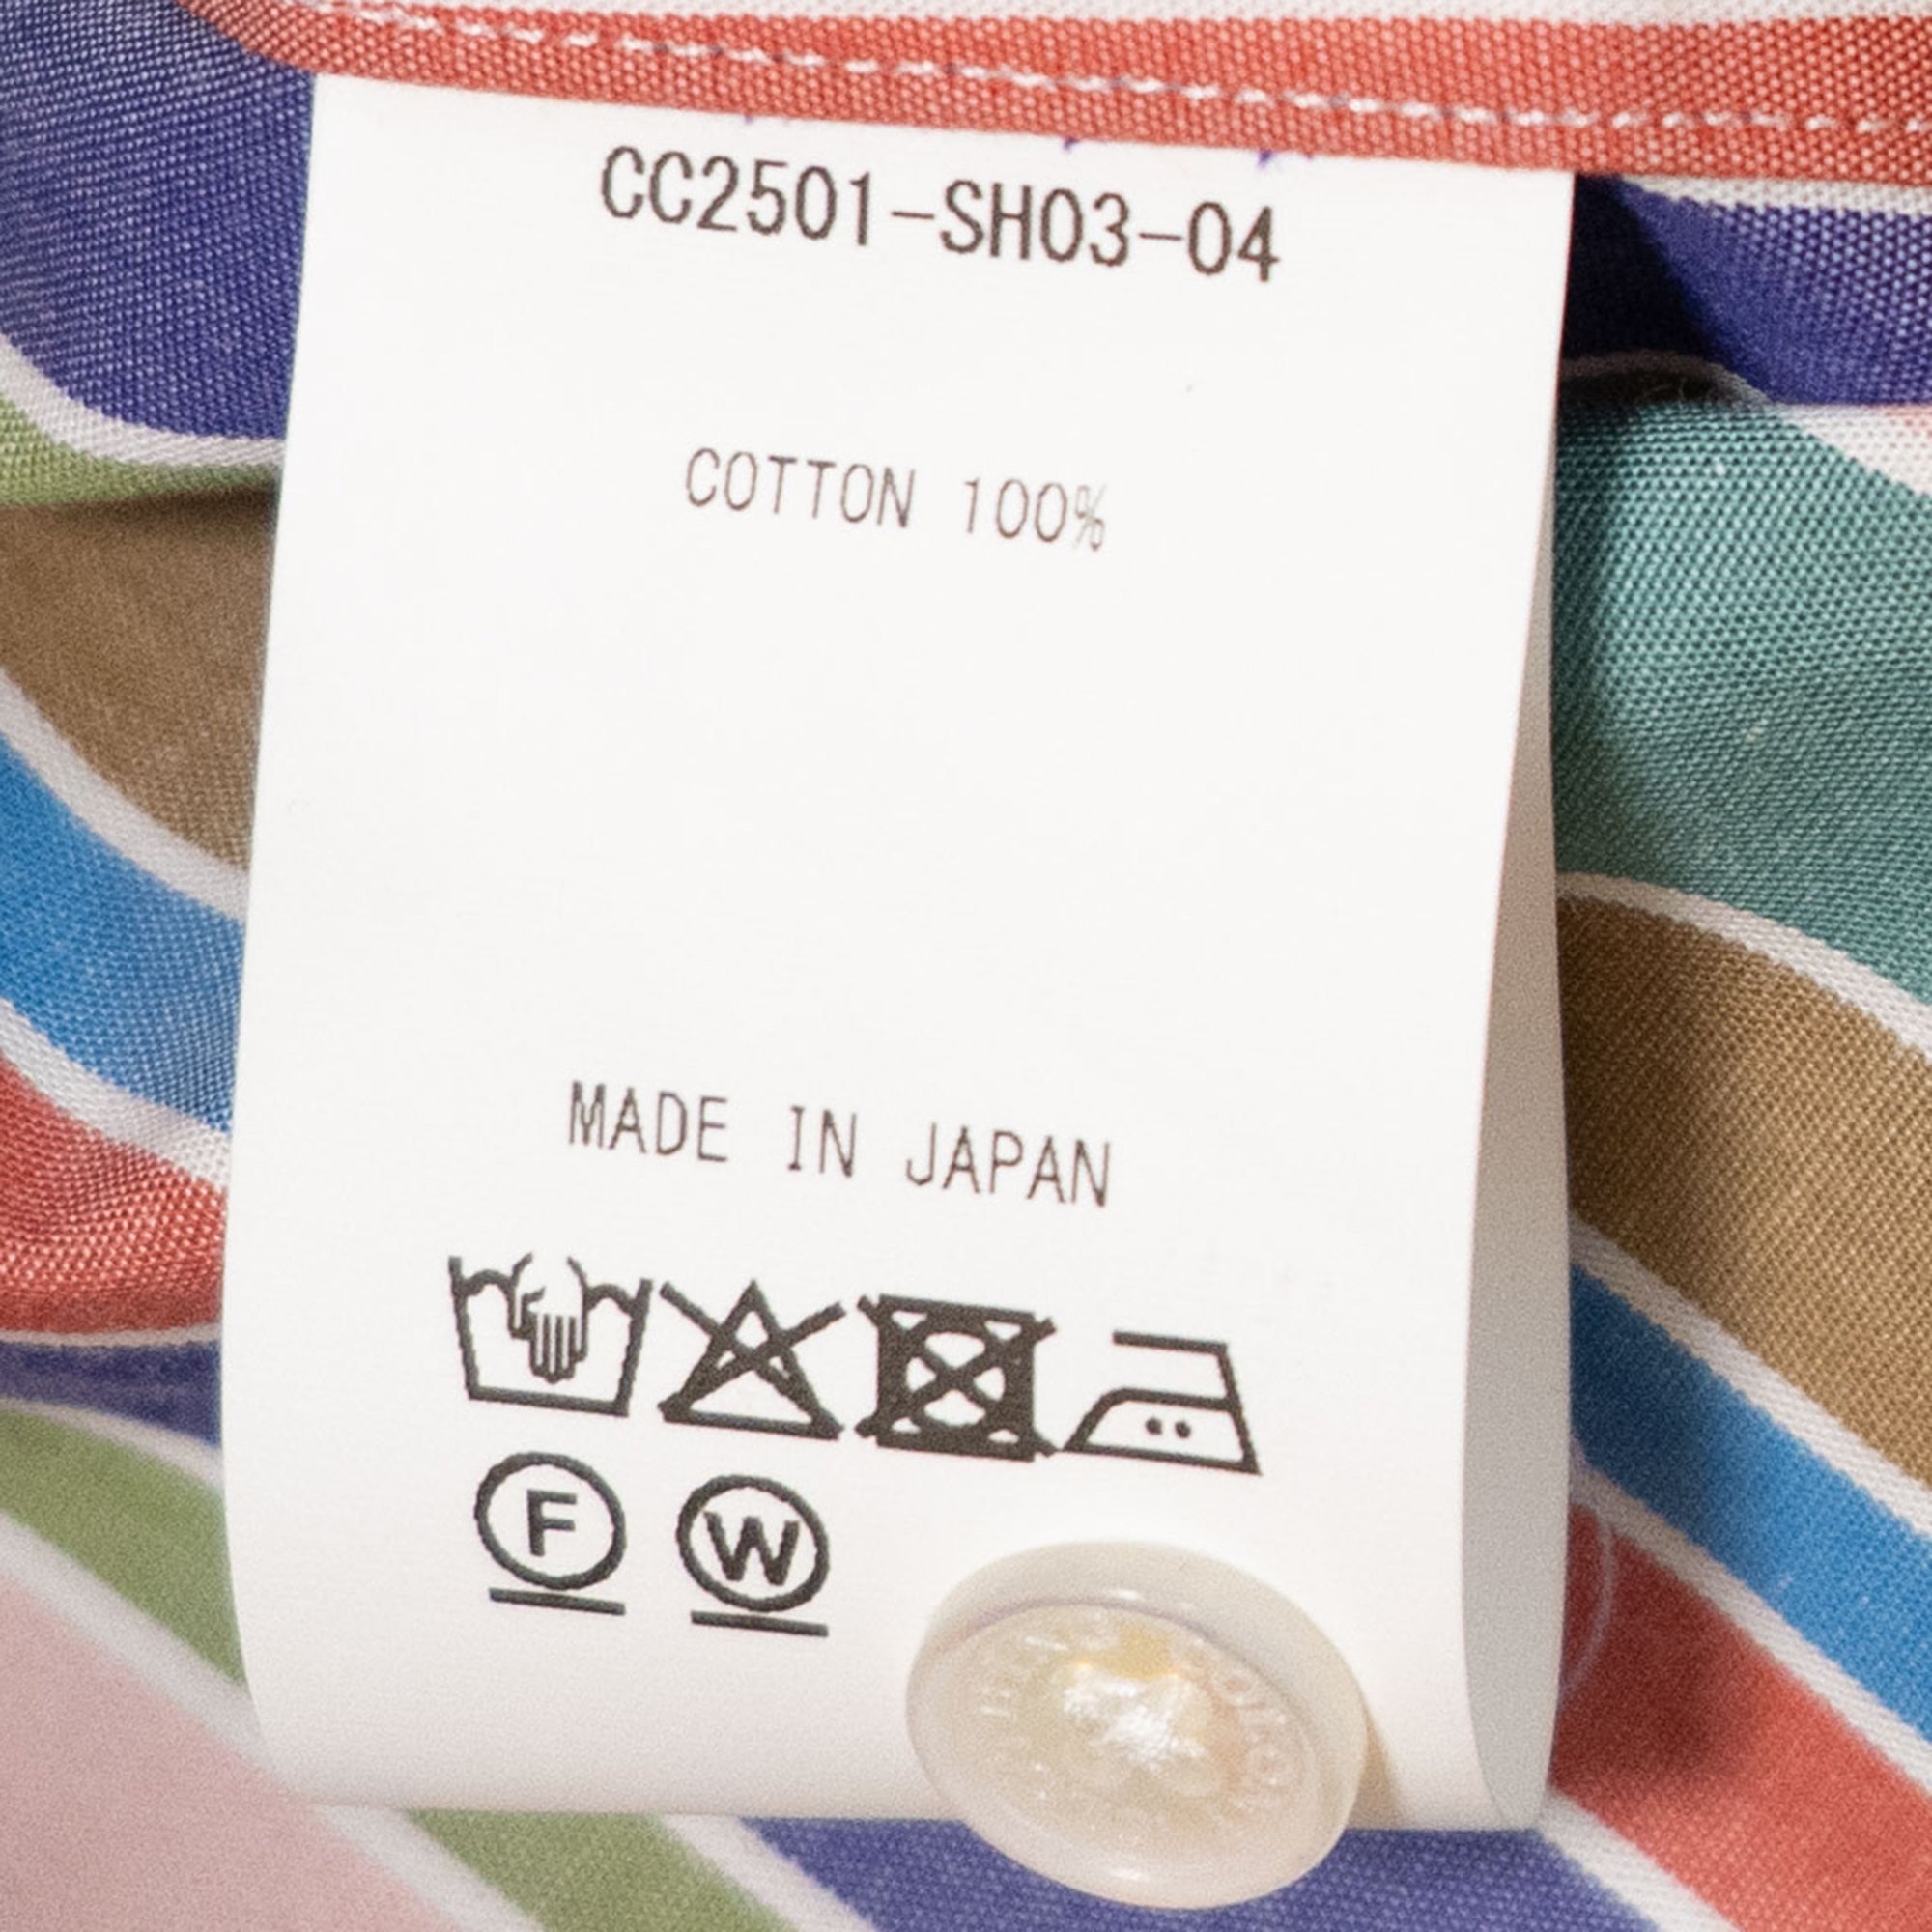 CC2501-SH03-04
COTTON 100%
MADE IN JAPAN
F W